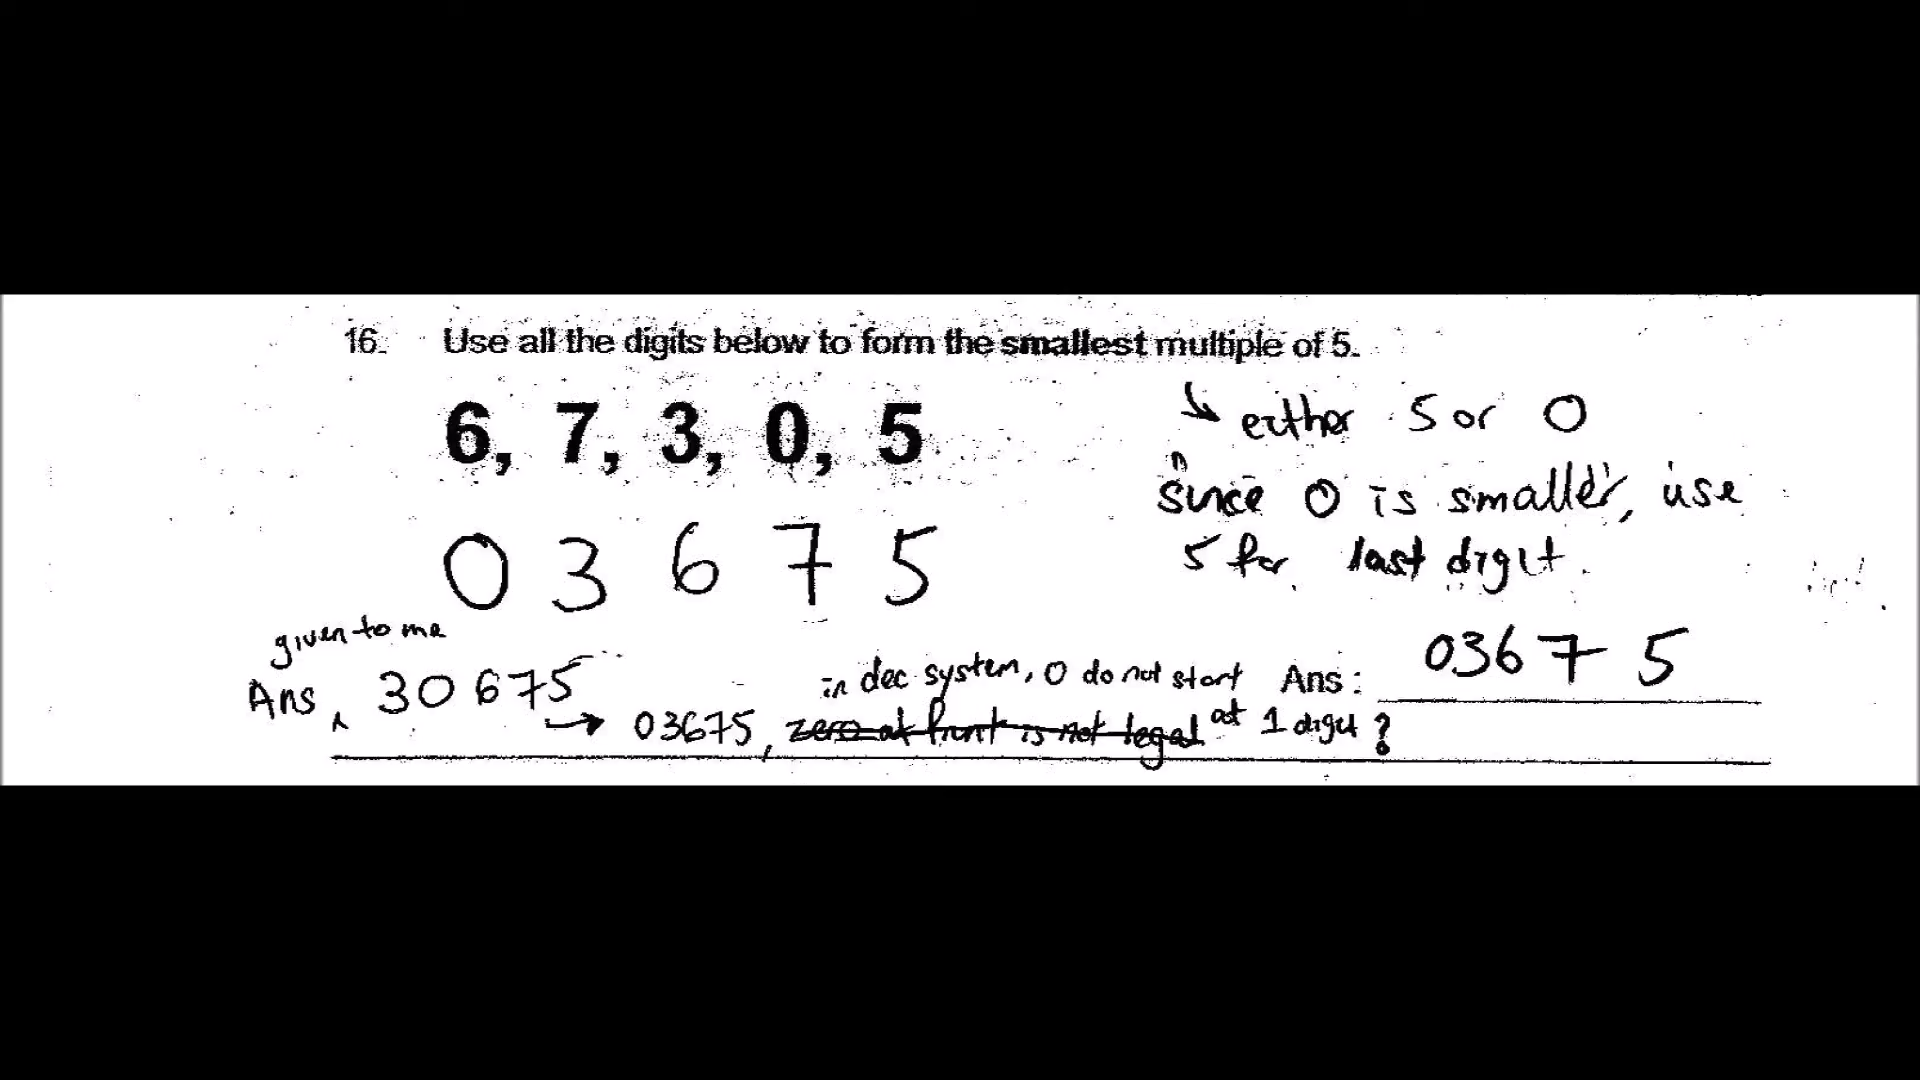 16. Use all the digits below to form the smallest multiple of 5.
6, 7, 3, 0, 5
either 5 or 0
since 0 is smaller, use
5 for last digit.
0 3 6 7 5
given to me
Ans, 30675
→ 03675, zero at front is not legal
in dec system, 0 do not start
at 1 digit?
Ans: 03675